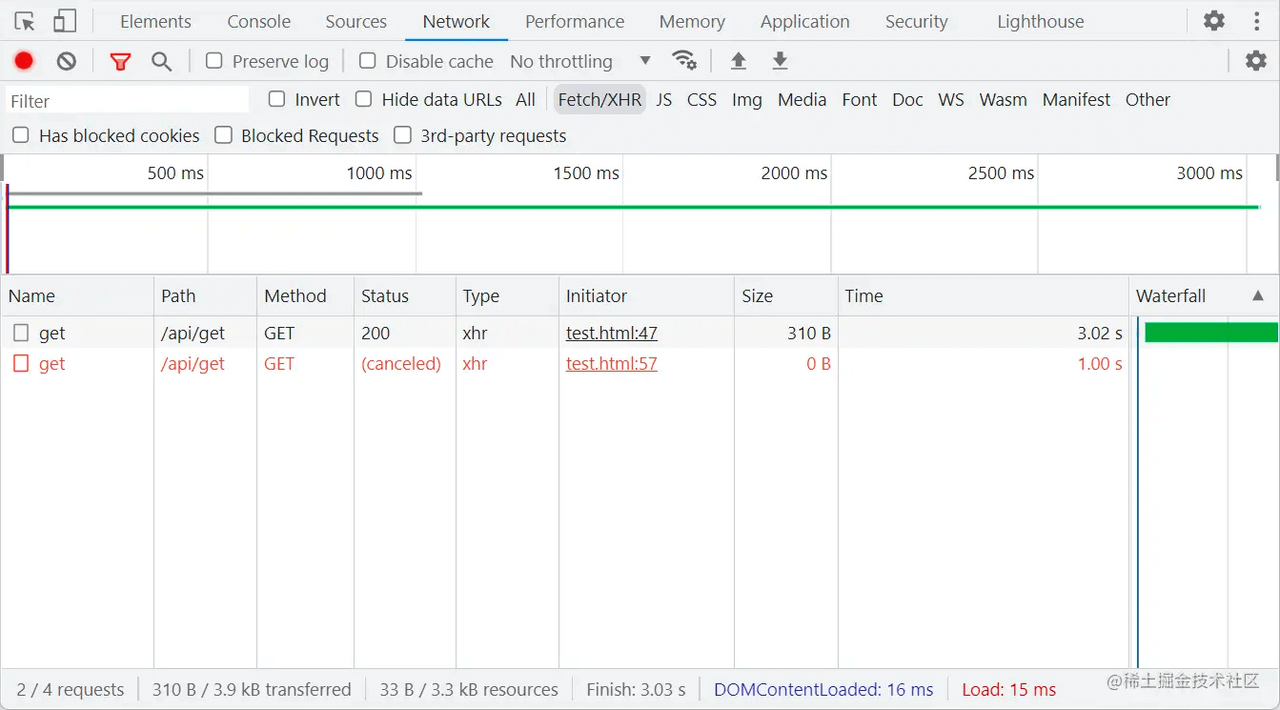 Elements Console Sources Network Performance Memory Application Security Lighthouse
Preserve log Disable cache No throttling
Filter Invert Hide data URLs All Fetch/XHR JS CSS Img Media Font Doc WS Wasm Manifest Other
Has blocked cookies Blocked Requests 3rd-party requests
500 ms 1000 ms 1500 ms 2000 ms 2500 ms 3000 ms
Name Path Method Status Type Initiator Size Time Waterfall
get /api/get GET 200 xhr test.html:47 310 B 3.02 s
get /api/get GET (canceled) xhr test.html:57 0 B 1.00 s
2 / 4 requests 310 B / 3.9 kB transferred 33 B / 3.3 kB resources Finish: 3.03 s DOMContentLoaded: 16 ms Load: 15 ms
@稀土掘金技术社区